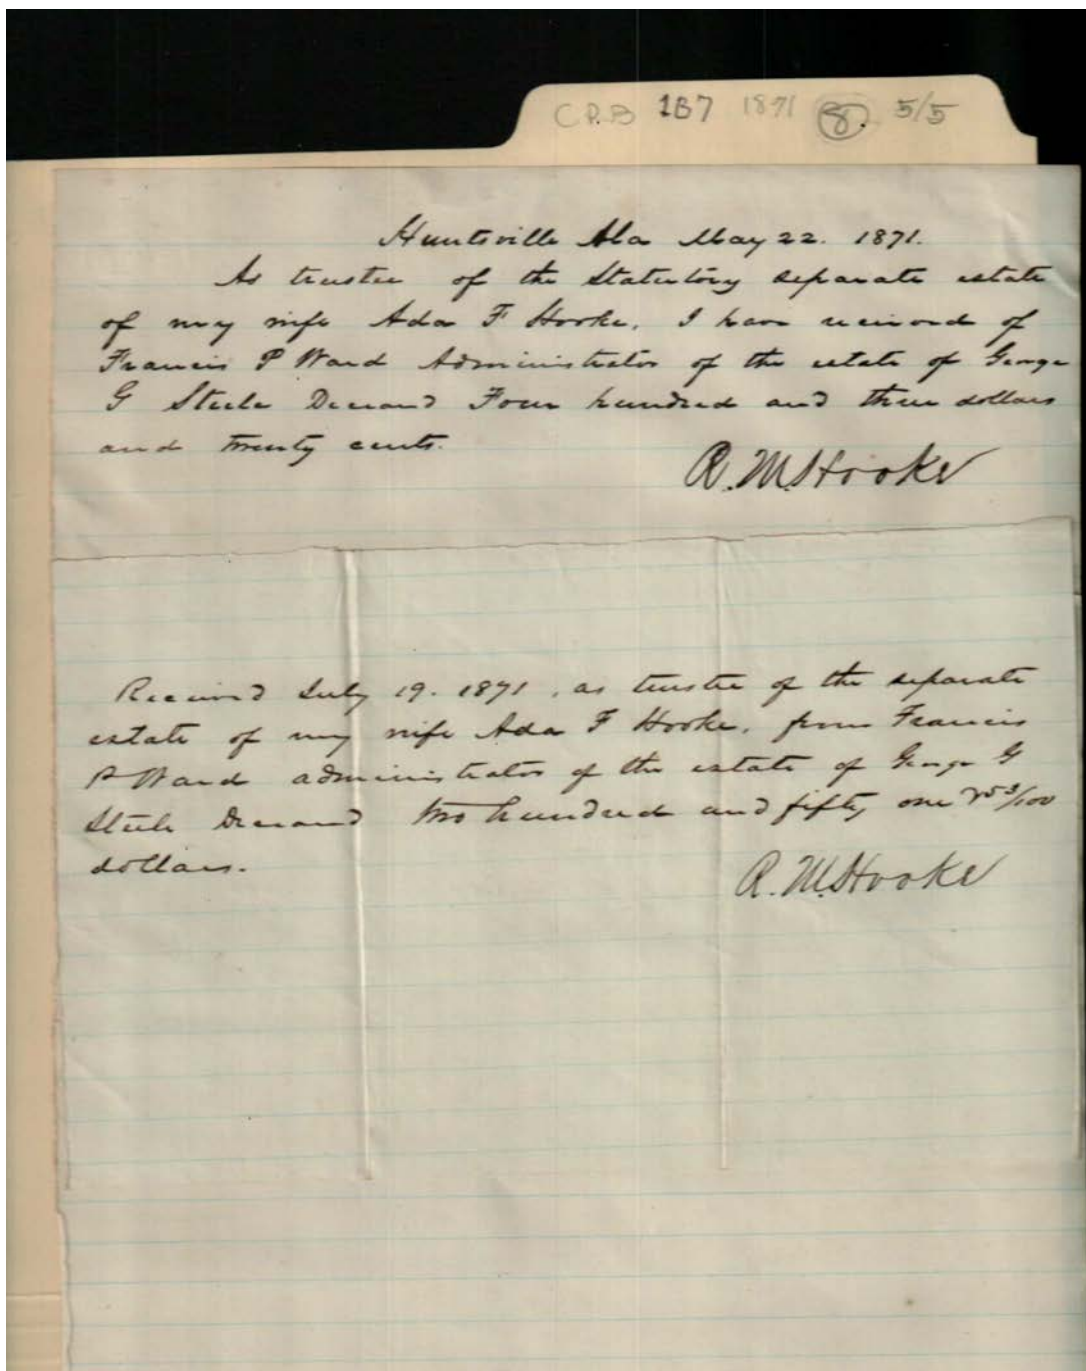 C.P.B 1B7 1871 8. 5/5
Huntsville Ala May 22. 1871.
As trustee of the Statutory separate estate
of my wife Ada F Hooke, I have received of
Francis P Ward Administrator of the estate of George
G Steele Deceased Four hundred and three dollars
and twenty cents.
R. M. Hooke
Received July 19. 1871, as trustee of the separate
estate of my wife Ada F Hooke, from Francis
P Ward administrator of the estate of George G
Steele Deceased two hundred and fifty one /100
dollars.
R. M. Hooke